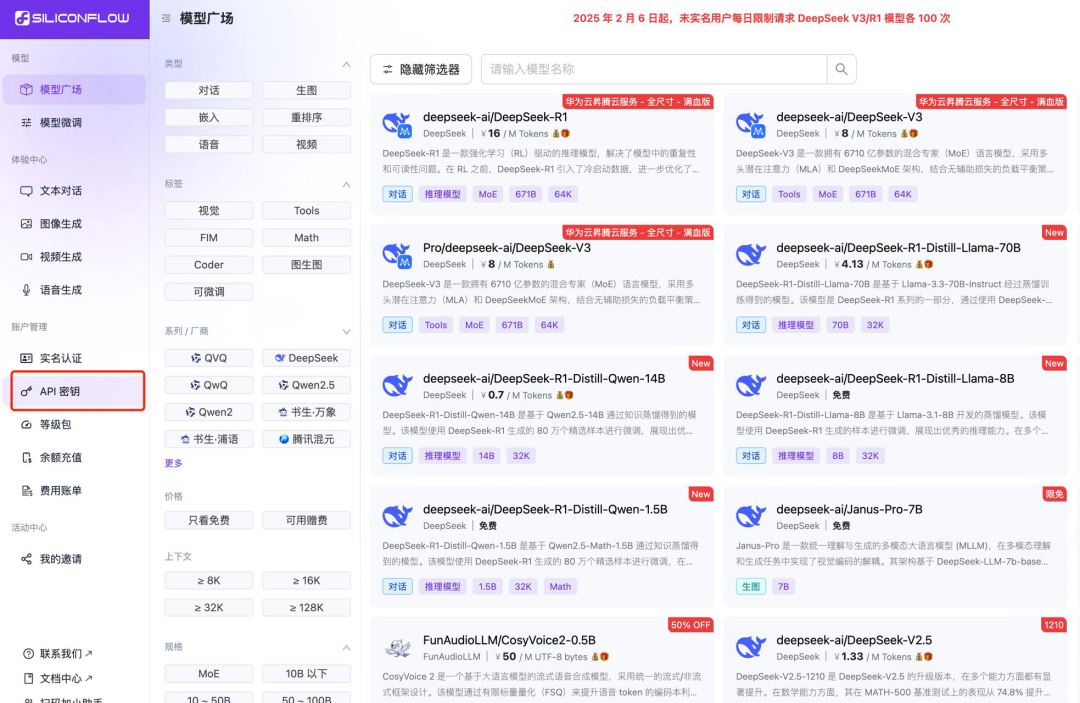 SILICONFLOW
模型
模型广场
模型微调
体验中心
文本对话
图像生成
视频生成
语音生成
账户管理
实名认证
API 密钥
等级包
余额充值
费用账单
活动中心
我的邀请
联系我们
文档中心
扫码加小助手
模型广场
2025 年 2 月 6 日起，未实名用户每日限制请求 DeepSeek V3/R1 模型各 100 次
类型
对话
生图
嵌入
重排序
语音
视频
标签
视觉
Tools
FIM
Math
Coder
图生图
可微调
系列 / 厂商
QVQ
DeepSeek
QwQ
Qwen2.5
Qwen2
书生·万象
书生·浦语
腾讯混元
更多
价格
只看免费
可用赠费
上下文
≥ 8K
≥ 16K
≥ 32K
≥ 128K
规格
MoE
10B 以下
10 ~ 50B
50 ~ 100B
隐藏筛选器
请输入模型名称
华为云昇腾云服务 - 全尺寸 - 满血版
deepseek-ai/DeepSeek-R1
DeepSeek | ￥16 / M Tokens
DeepSeek-R1 是一款强化学习（RL）驱动的推理模型，解决了模型中的重复性
和可读性问题。在 RL 之前，DeepSeek-R1 引入了冷启动数据，进一步优化了...
对话 推理模型 MoE 671B 64K
华为云昇腾云服务 - 全尺寸 - 满血版
deepseek-ai/DeepSeek-V3
DeepSeek | ￥8 / M Tokens
DeepSeek-V3 是一款拥有 6710 亿参数的混合专家（MoE）语言模型，采用多
头潜在注意力（MLA）和 DeepSeekMoE 架构，结合无辅助损失的负载平衡策...
对话 Tools MoE 671B 64K
华为云昇腾云服务 - 全尺寸 - 满血版
Pro/deepseek-ai/DeepSeek-V3
DeepSeek | ￥8 / M Tokens
DeepSeek-V3 是一款拥有 6710 亿参数的混合专家（MoE）语言模型，采用多
头潜在注意力（MLA）和 DeepSeekMoE 架构，结合无辅助损失的负载平衡策...
对话 Tools MoE 671B 64K
New
deepseek-ai/DeepSeek-R1-Distill-Llama-70B
DeepSeek | ￥4.13 / M Tokens
DeepSeek-R1-Distill-Llama-70B 是基于 Llama-3.3-70B-Instruct 经过蒸馏训
练得到的模型。该模型是 DeepSeek-R1 系列的一部分，通过使用 DeepSeek-...
对话 推理模型 70B 32K
New
deepseek-ai/DeepSeek-R1-Distill-Qwen-14B
DeepSeek | ￥0.7 / M Tokens
DeepSeek-R1-Distill-Qwen-14B 是基于 Qwen2.5-14B 通过知识蒸馏得到的模
型。该模型使用 DeepSeek-R1 生成的 80 万个精选样本进行微调，展现出优...
对话 推理模型 14B 32K
New
deepseek-ai/DeepSeek-R1-Distill-Llama-8B
DeepSeek | 免费
DeepSeek-R1-Distill-Llama-8B 是基于 Llama-3.1-8B 开发的蒸馏模型。该模
型使用 DeepSeek-R1 生成的样本进行微调，展现出优秀的推理能力。在多个...
对话 推理模型 8B 32K
New
deepseek-ai/DeepSeek-R1-Distill-Qwen-1.5B
DeepSeek | 免费
DeepSeek-R1-Distill-Qwen-1.5B 是基于 Qwen2.5-Math-1.5B 通过知识蒸馏得
到的模型。该模型使用 DeepSeek-R1 生成的 80 万个精选样本进行微调，在...
对话 推理模型 1.5B 32K Math
限免
deepseek-ai/Janus-Pro-7B
DeepSeek | 免费
Janus-Pro 是一款统一理解与生成的多模态大语言模型 (MLLM)，在多模态理解
和生成任务中实现了视觉编码的解耦。其架构基于 DeepSeek-LLM-7b-base...
生图 7B
50% OFF
FunAudioLLM/CosyVoice2-0.5B
FunAudioLLM | ￥50 / M UTF-8 bytes
CosyVoice 2 是一个基于大语言模型的流式语音合成模型，采用统一的流式/非流
式框架设计。该模型通过有限标量量化（FSQ）来提升语音 token 的编码本利...
1210
deepseek-ai/DeepSeek-V2.5
DeepSeek | ￥1.33 / M Tokens
DeepSeek-V2.5-1210 是 DeepSeek-V2.5 的升级版本，在多个能力方面都有显
著提升。在数学能力方面，其在 MATH-500 基准测试上的表现从 74.8% 提升...